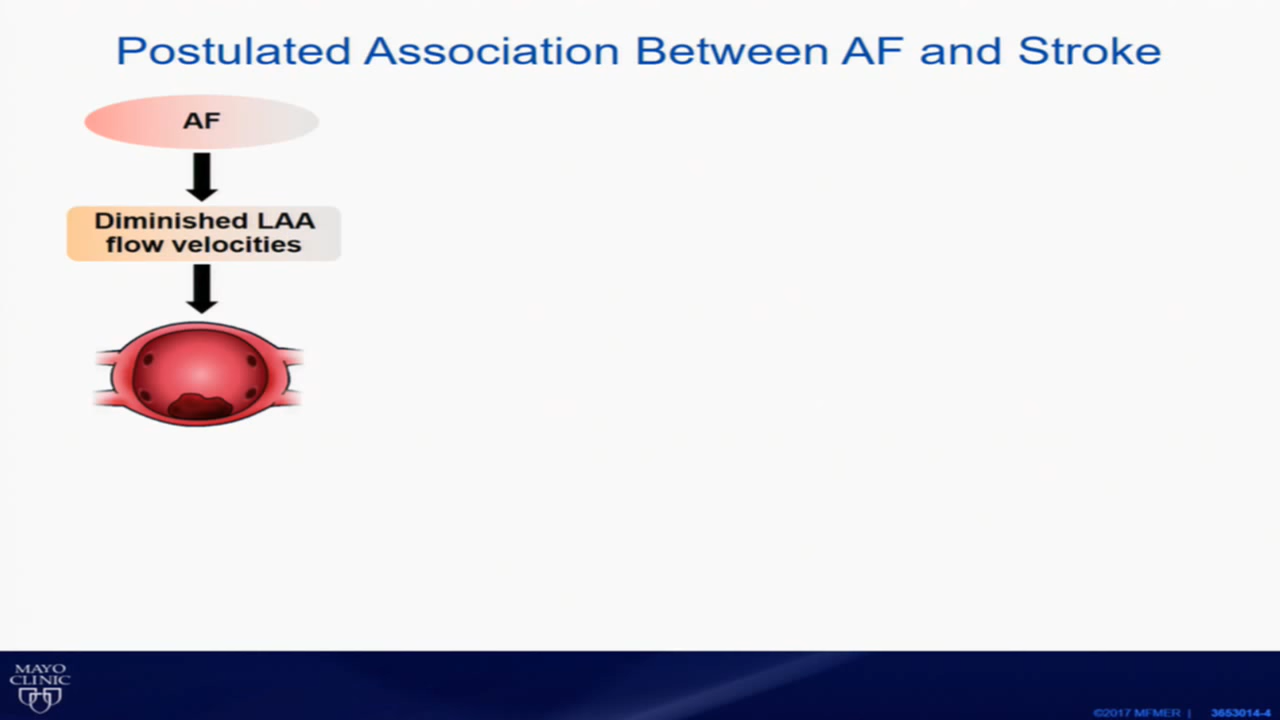 Postulated Association Between AF and Stroke
AF
Diminished LAA
flow velocities
MAYO
CLINIC
©2017 MFMER | 3653014-4